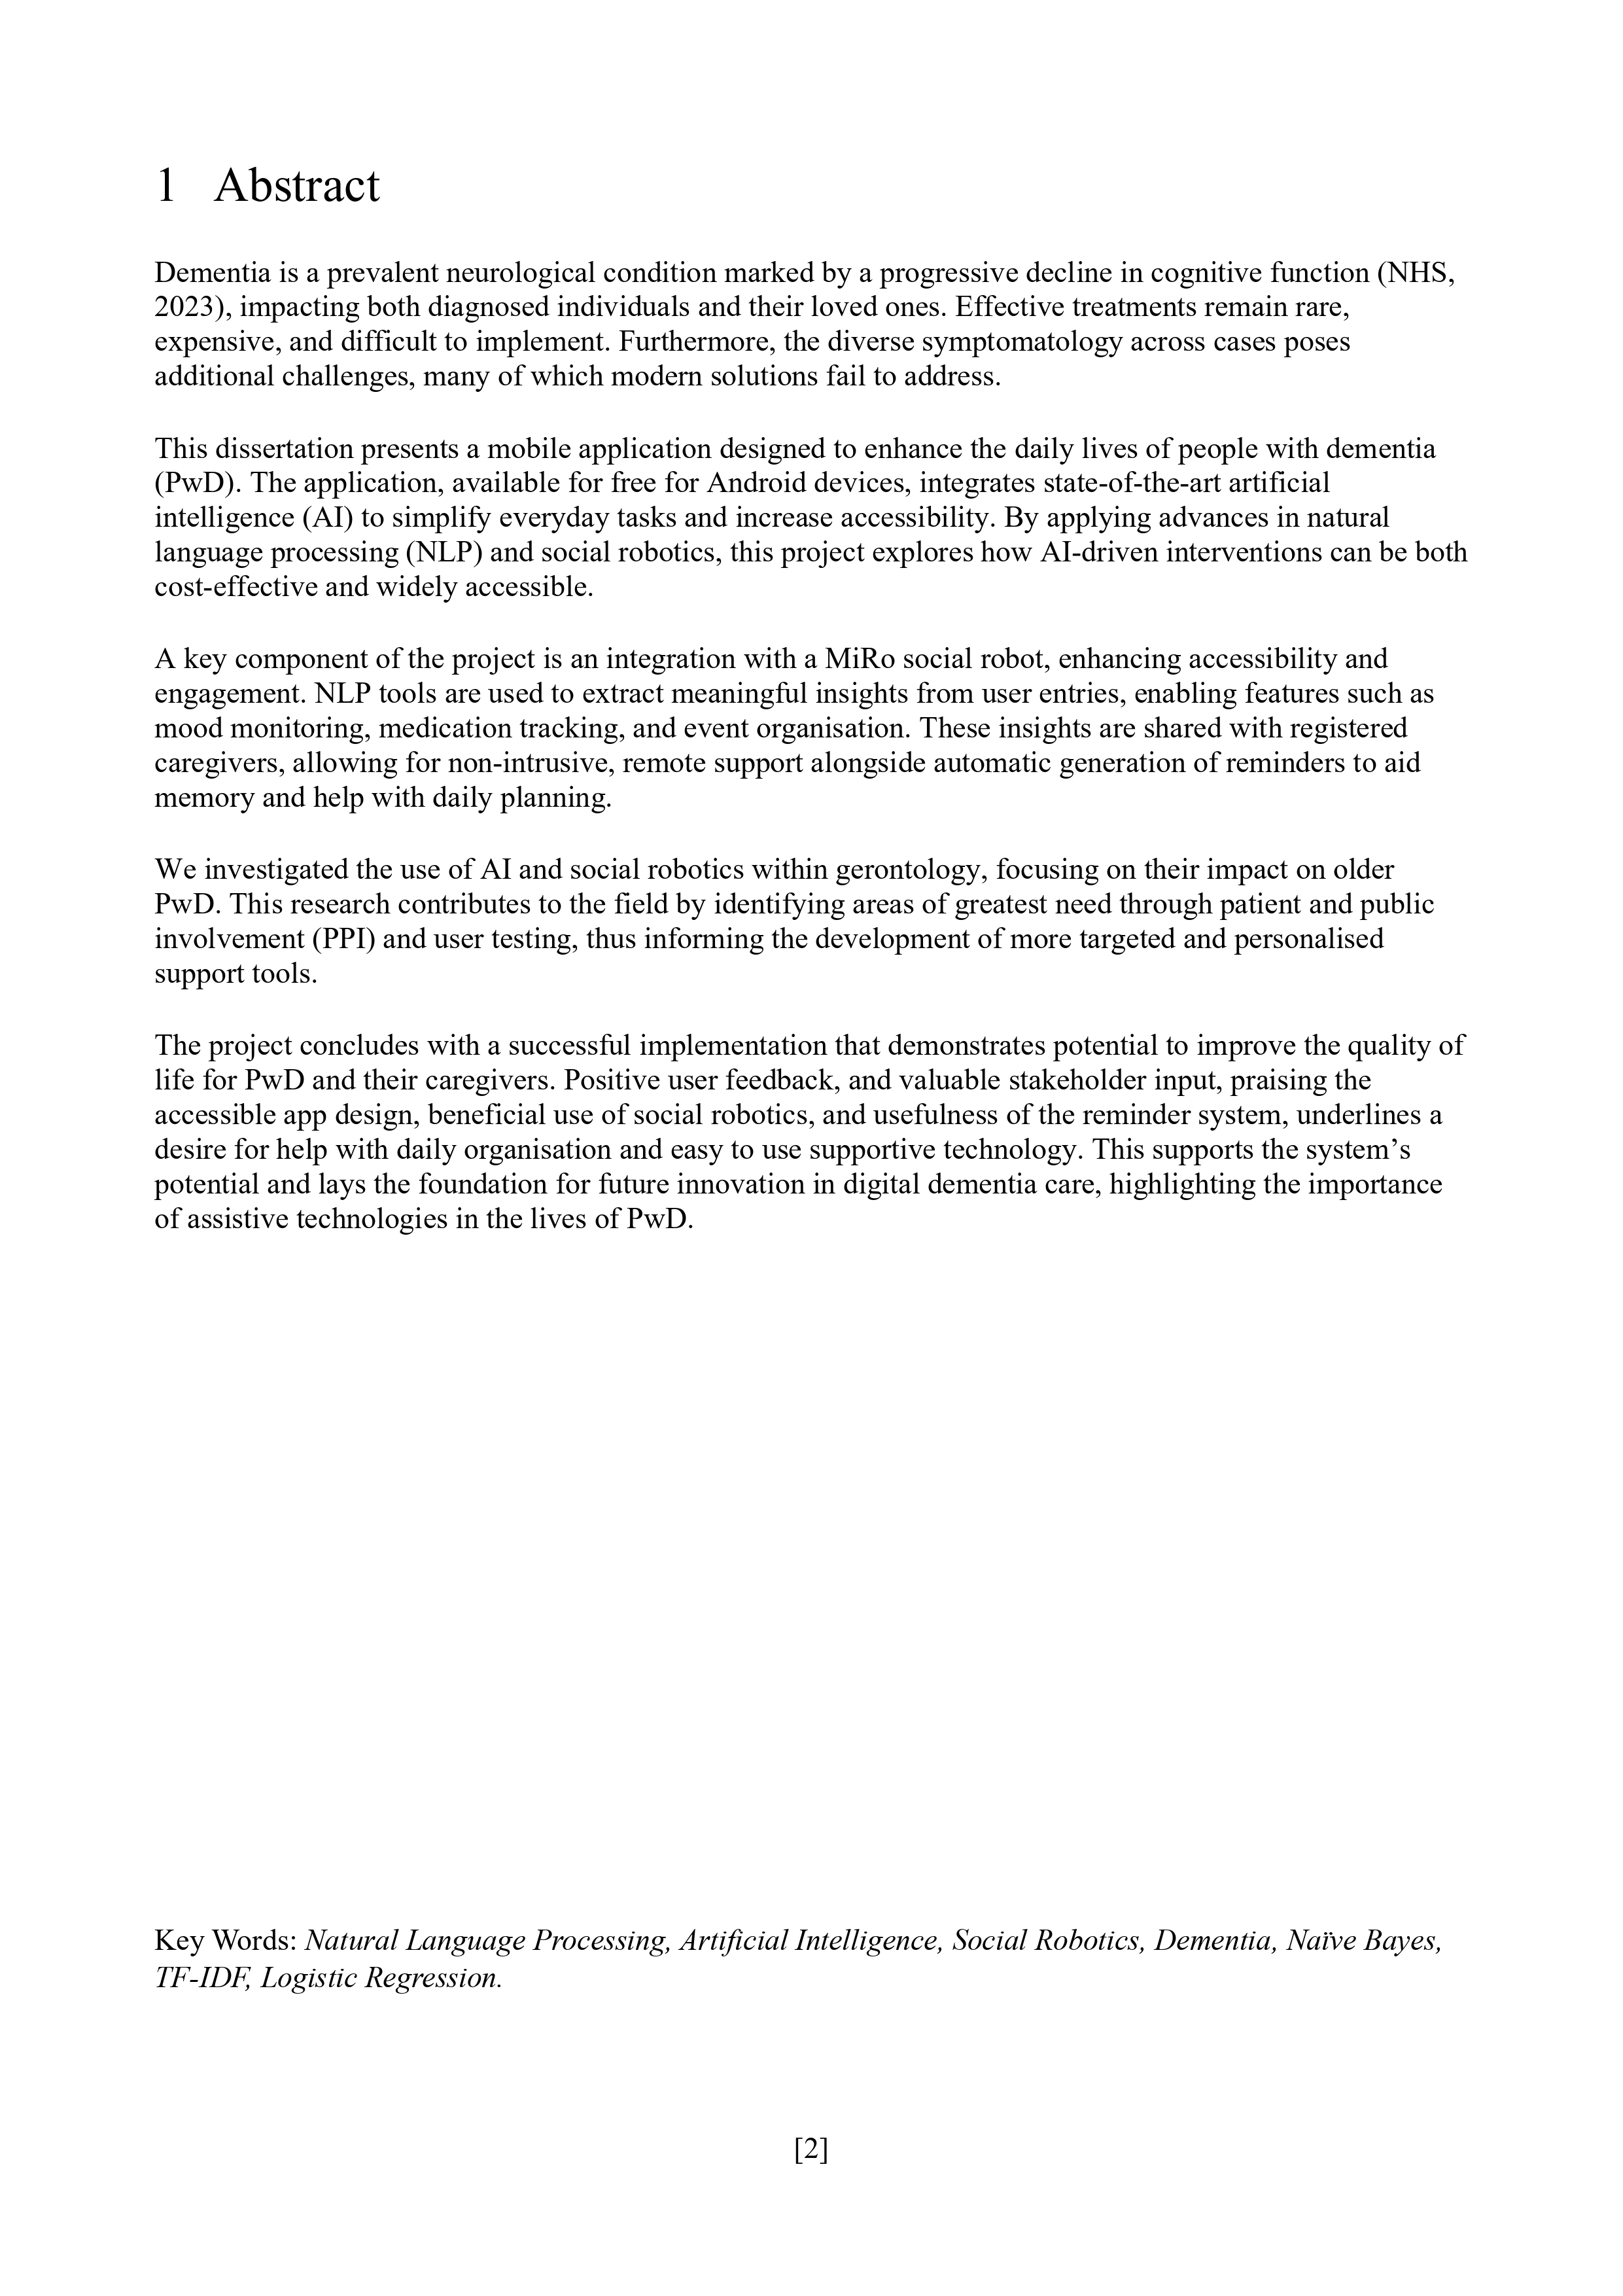 1 Abstract
Dementia is a prevalent neurological condition marked by a progressive decline in cognitive function (NHS,
2023), impacting both diagnosed individuals and their loved ones. Effective treatments remain rare,
expensive, and difficult to implement. Furthermore, the diverse symptomatology across cases poses
additional challenges, many of which modern solutions fail to address.
This dissertation presents a mobile application designed to enhance the daily lives of people with dementia
(PwD). The application, available for free for Android devices, integrates state-of-the-art artificial
intelligence (AI) to simplify everyday tasks and increase accessibility. By applying advances in natural
language processing (NLP) and social robotics, this project explores how AI-driven interventions can be both
cost-effective and widely accessible.
A key component of the project is an integration with a MiRo social robot, enhancing accessibility and
engagement. NLP tools are used to extract meaningful insights from user entries, enabling features such as
mood monitoring, medication tracking, and event organisation. These insights are shared with registered
caregivers, allowing for non-intrusive, remote support alongside automatic generation of reminders to aid
memory and help with daily planning.
We investigated the use of AI and social robotics within gerontology, focusing on their impact on older
PwD. This research contributes to the field by identifying areas of greatest need through patient and public
involvement (PPI) and user testing, thus informing the development of more targeted and personalised
support tools.
The project concludes with a successful implementation that demonstrates potential to improve the quality of
life for PwD and their caregivers. Positive user feedback, and valuable stakeholder input, praising the
accessible app design, beneficial use of social robotics, and usefulness of the reminder system, underlines a
desire for help with daily organisation and easy to use supportive technology. This supports the system’s
potential and lays the foundation for future innovation in digital dementia care, highlighting the importance
of assistive technologies in the lives of PwD.
Key Words: Natural Language Processing, Artificial Intelligence, Social Robotics, Dementia, Naïve Bayes,
TF-IDF, Logistic Regression.
[2]